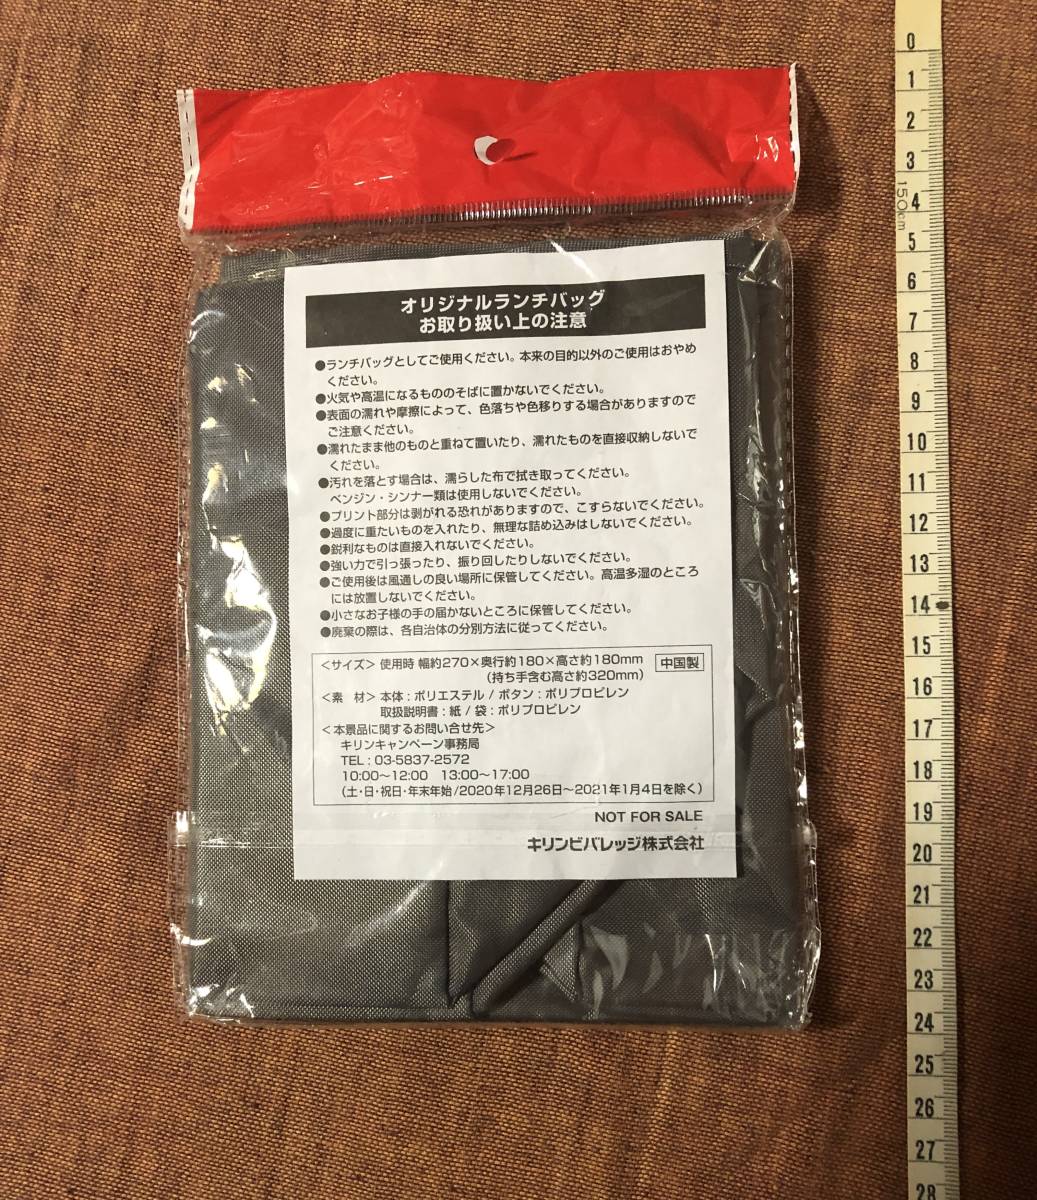 オリジナルランチバッグ
お取り扱い上の注意
●ランチバッグとしてご使用ください。本来の目的以外のご使用はおやめ
ください。
●火気や高温になるもののそばに置かないでください。
●表面の濡れや摩擦によって、色落ちや色移りする場合がありますので
ご注意ください。
●濡れたまま他のものと重ねて置いたり、濡れたものを直接収納しないで
ください。
●汚れを落とす場合は、濡らした布で拭き取ってください。
ベンジン・シンナー類は使用しないでください。
●プリント部分は剥がれる恐れがありますので、こすらないでください。
●過度に重たいものを入れたり、無理な詰め込みはしないでください。
●鋭利なものは直接入れないでください。
●強い力で引っ張ったり、振り回したりしないでください。
●ご使用後は風通しの良い場所に保管してください。高温多湿のところ
には放置しないでください。
●小さなお子様の手の届かないところに保管してください。
●廃棄の際は、各自治体の分別方法に従ってください。
＜サイズ＞ 使用時 幅約270×奥行約180×高さ約180mm 中国製
（持ち手含む高さ約320mm）
＜素　材＞ 本体：ポリエステル / ボタン：ポリプロピレン
取扱説明書：紙 / 袋：ポリプロピレン
＜本景品に関するお問い合せ先＞
キリンキャンペーン事務局
TEL : 03-5837-2572
10:00〜12:00　13:00〜17:00
（土・日・祝日・年末年始/2020年12月26日〜2021年1月4日を除く）
NOT FOR SALE
キリンビバレッジ株式会社
0
1
2
3
150cm
4
5
6
7
8
9
10
11
12
13
14
15
16
17
18
19
20
21
22
23
24
25
26
27
28